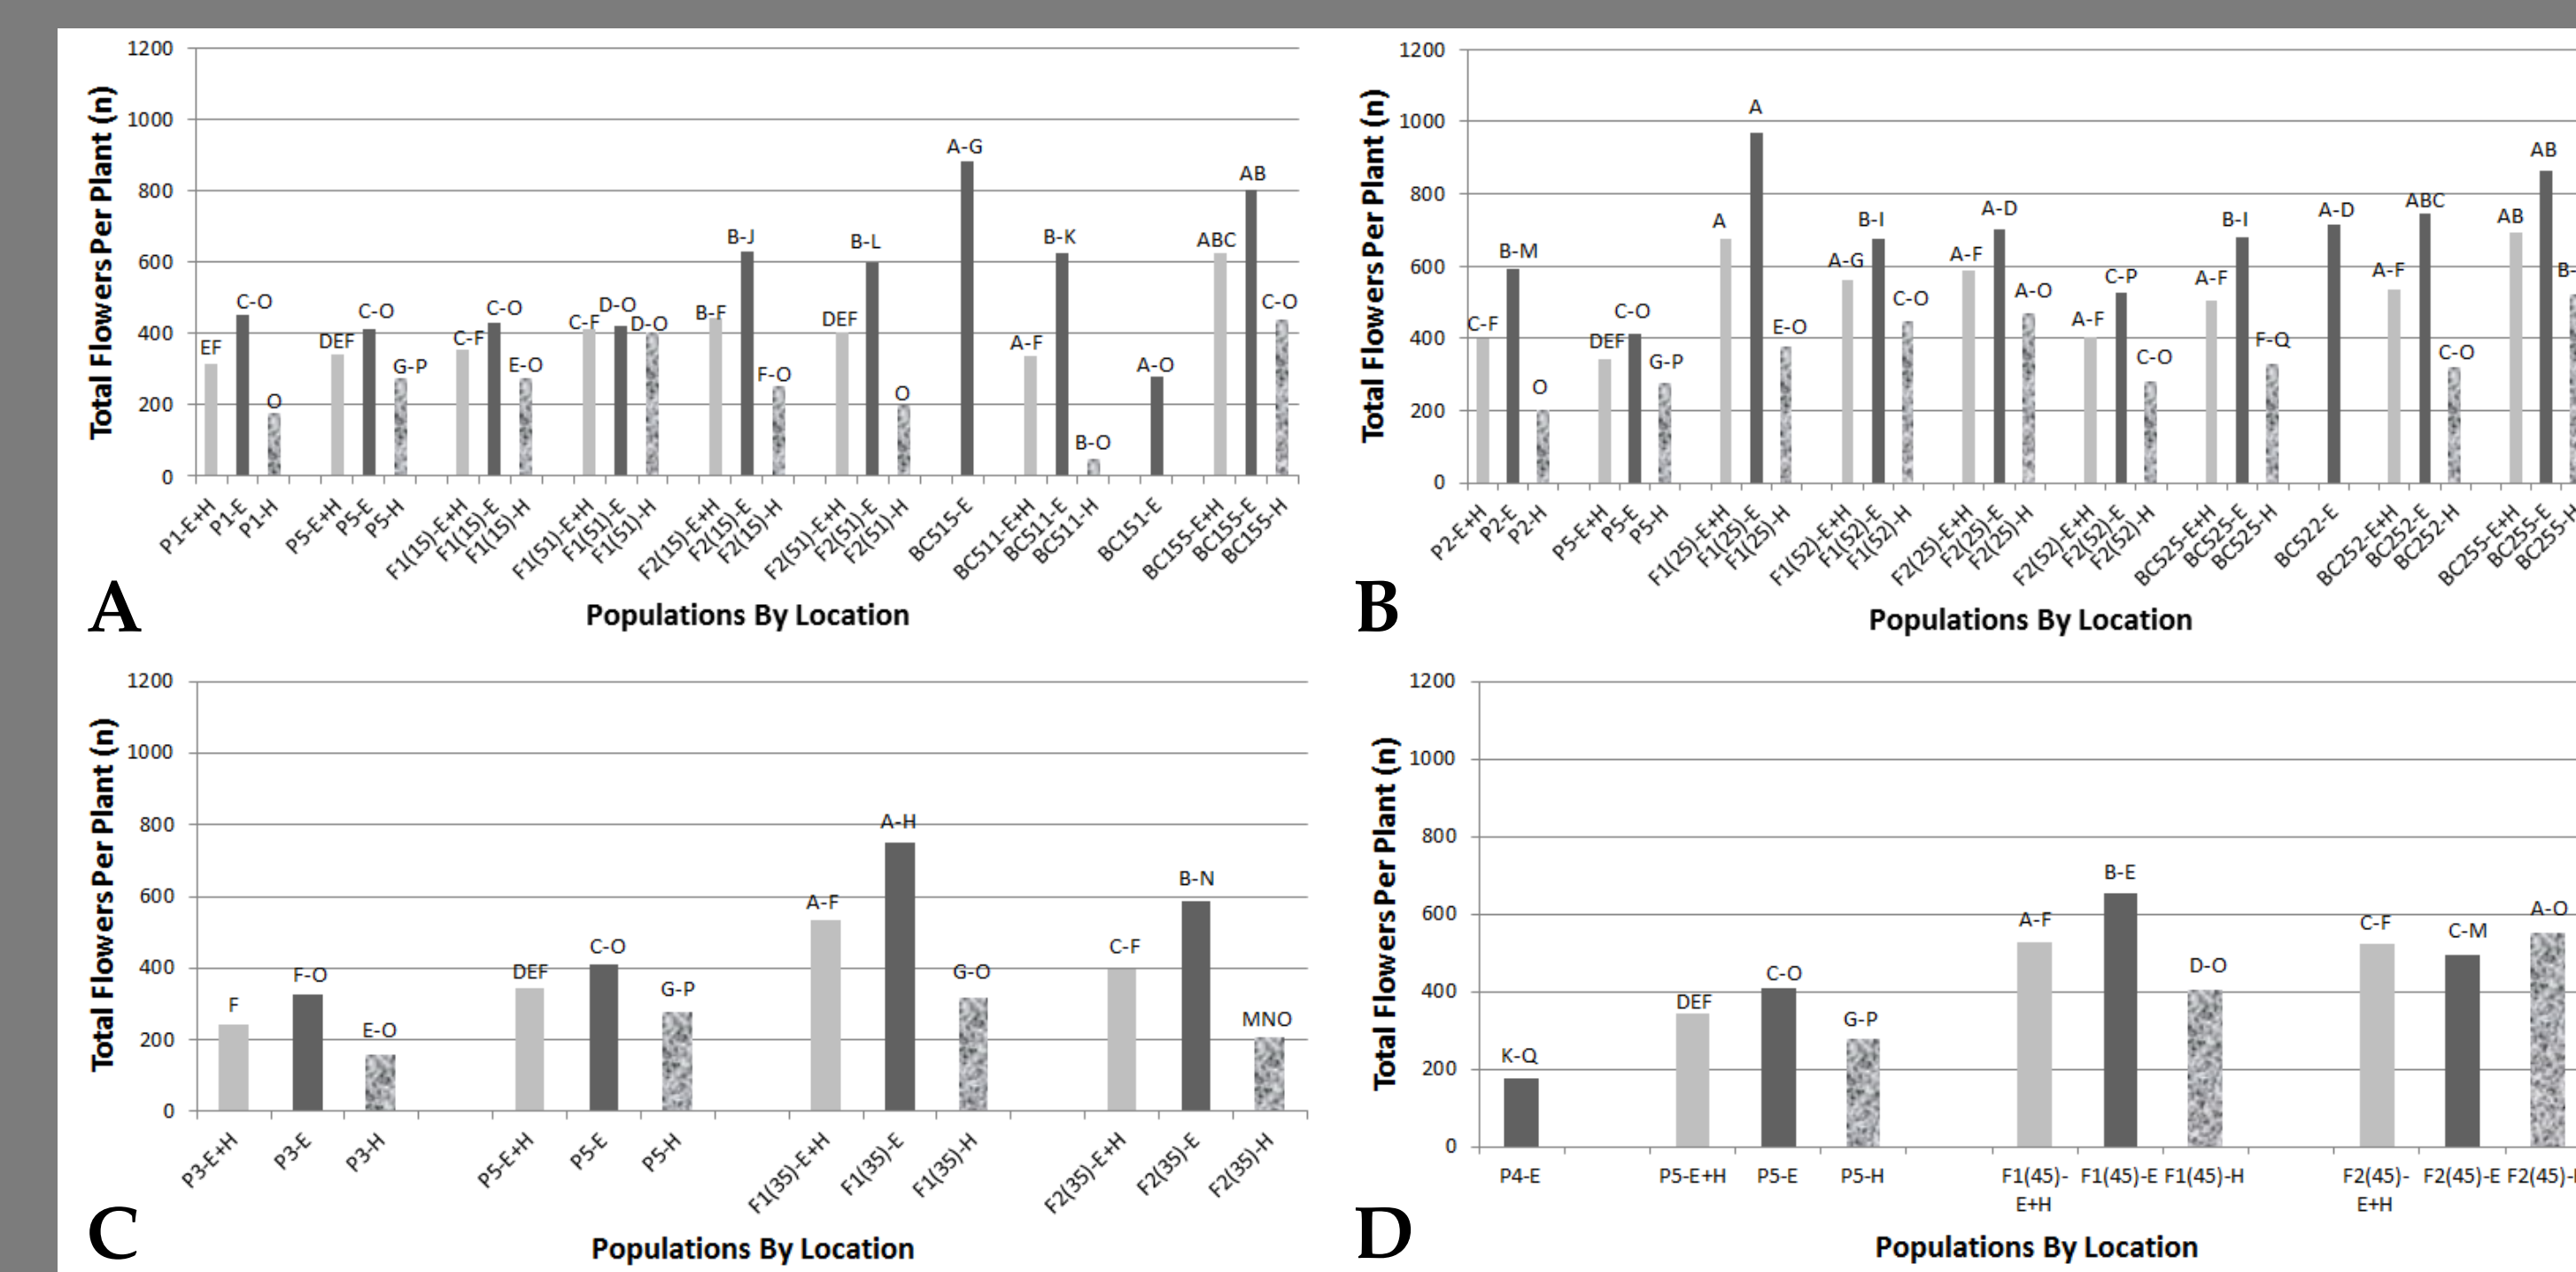 1200
1000
800
600
400
200
0
Total Flowers Per Plant (n)
EF
C-O
O
DEF
C-O
G-P
C-F
C-O
E-O
C-F
D-O
D-O
B-F
B-J
F-O
DEF
B-L
O
A-G
A-F
B-K
B-O
A-O
ABC
AB
C-O
P1-E+H
P1-E
P1-H
P5-E+H
P5-E
P5-H
F1(15)-E+H
F1(15)-E
F1(15)-H
F1(51)-E+H
F1(51)-E
F1(51)-H
F2(15)-E+H
F2(15)-E
F2(15)-H
F2(51)-E+H
F2(51)-E
F2(51)-H
BC515-E
BC511-E+H
BC511-E
BC511-H
BC151-E
BC155-E+H
BC155-E
BC155-H
Populations By Location
A
1200
1000
800
600
400
200
0
Total Flowers Per Plant (n)
C-F
B-M
O
DEF
C-O
G-P
A
A
E-O
A-G
B-I
C-O
A-F
A-D
A-O
A-F
C-P
C-O
A-F
B-I
F-Q
A-D
A-F
ABC
C-O
AB
AB
B-
P2-E+H
P2-E
P2-H
P5-E+H
P5-E
P5-H
F1(25)-E+H
F1(25)-E
F1(25)-H
F1(52)-E+H
F1(52)-E
F1(52)-H
F2(25)-E+H
F2(25)-E
F2(25)-H
F2(52)-E+H
F2(52)-E
F2(52)-H
BC525-E+H
BC525-E
BC525-H
BC522-E
BC252-E+H
BC252-E
BC252-H
BC255-E+H
BC255-E
BC255-H
Populations By Location
B
1200
1000
800
600
400
200
0
Total Flowers Per Plant (n)
F
F-O
E-O
DEF
C-O
G-P
A-F
A-H
G-O
C-F
B-N
MNO
P3-E+H
P3-E
P3-H
P5-E+H
P5-E
P5-H
F1(35)-E+H
F1(35)-E
F1(35)-H
F2(35)-E+H
F2(35)-E
F2(35)-H
Populations By Location
C
1200
1000
800
600
400
200
0
Total Flowers Per Plant (n)
K-Q
DEF
C-O
G-P
A-F
B-E
D-O
C-F
C-M
A-O
P4-E
P5-E+H
P5-E
P5-H
F1(45)-
E+H
F1(45)-E
F1(45)-H
F2(45)-
E+H
F2(45)-E
F2(45)-
Populations By Location
D